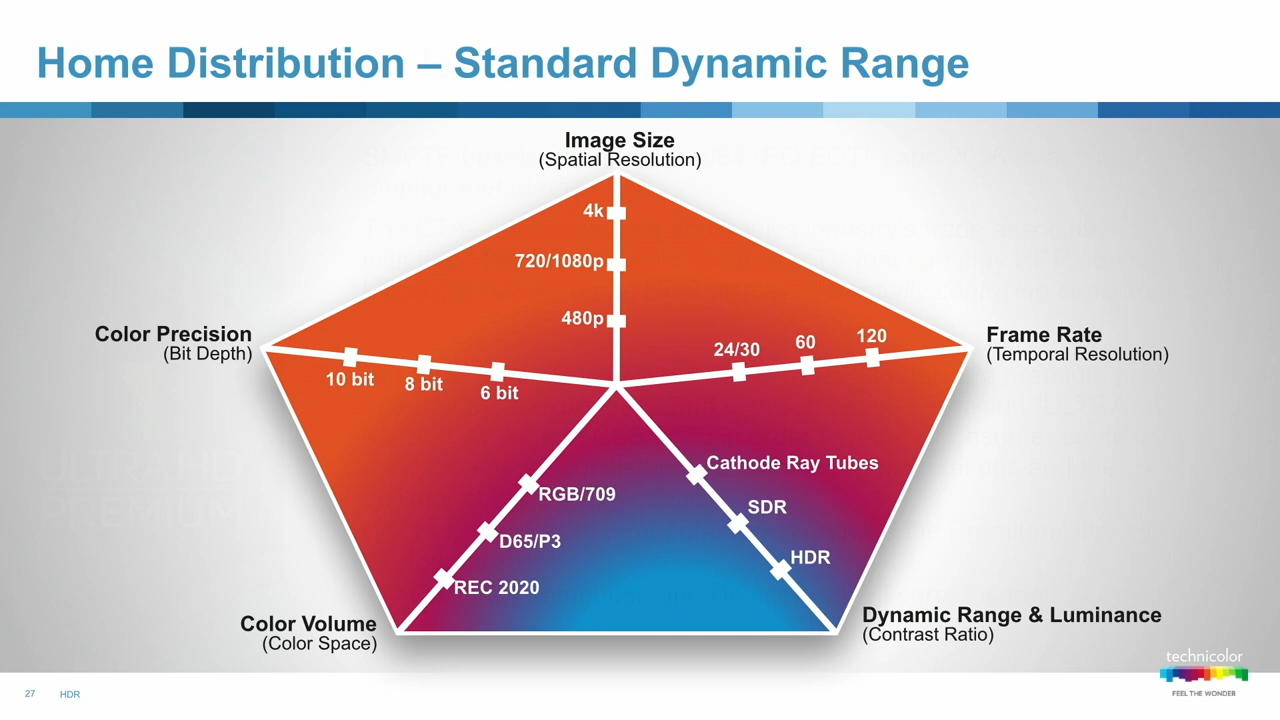 Home Distribution – Standard Dynamic Range
Image Size
(Spatial Resolution)
4k
720/1080p
480p
Color Precision
(Bit Depth)
10 bit
8 bit
6 bit
24/30
60
120
Frame Rate
(Temporal Resolution)
Cathode Ray Tubes
SDR
HDR
RGB/709
D65/P3
REC 2020
Color Volume
(Color Space)
Dynamic Range & Luminance
(Contrast Ratio)
technicolor
FEEL THE WONDER
27
HDR